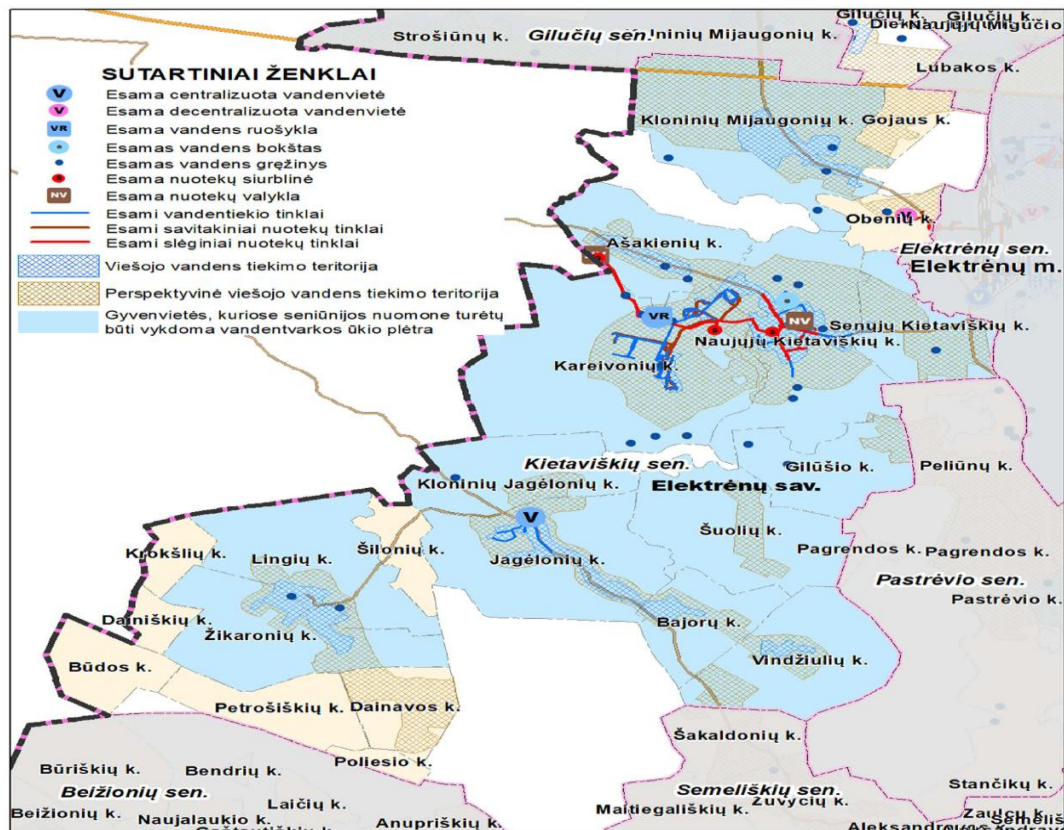 Strošiūnų k.
Gilučių sen.
Gilučių k.
Gilučių k.
Lubakos k.
SUTARTINIAI ŽENKLAI
V Esama centralizuota vandenvietė
V Esama decentralizuota vandenvietė
VR Esama vandens ruošykla
Esamas vandens bokštas
Esamas vandens gręžinys
Esama nuotekų siurblinė
NV Esama nuotekų valykla
Esami vandentiekio tinklai
Esami savitakiniai nuotekų tinklai
Esami slėginiai nuotekų tinklai
Viešojo vandens tiekimo teritorija
Perspektyvinė viešojo vandens tiekimo teritorija
Gyvenvietės, kuriose seniūnijos nuomone turėtų
būti vykdoma vandentvarkos ūkio plėtra
Kloninių Mijaugonių k.
Gojaus k.
Obenių k.
V
Elektrėnų sen.
Elektrėnų m.
Ašakienių k.
VR
NV
Senųjų Kietaviškių k.
Naujųjų Kietaviškių k.
Kareivonių k.
Kietaviškių sen.
Gilūšio k.
Peliūnų k.
Kloninių Jagėlonių k.
Elektrėnų sav.
V
Šuolių k.
Jagėlonių k.
Krokšlių k.
Lingių k.
Šilonių k.
Pagrendos k.
Pagrendos k.
Pastrėvio sen.
Pastrėvio k.
Dainiškių k.
Žikaronių k.
Bajorų k.
Vindžiulių k.
Būdos k.
Petrošiškių k.
Dainavos k.
Šakaldonių k.
Poliesio k.
Būriškių k.
Bendrių k.
Beižionių sen.
Semeliškių sen.
Stančikų k.
Laičių k.
Maitiegališkių k.
Žuvyčių k.
Beižionių k.
Naujalaukio k.
Anupriškių k.